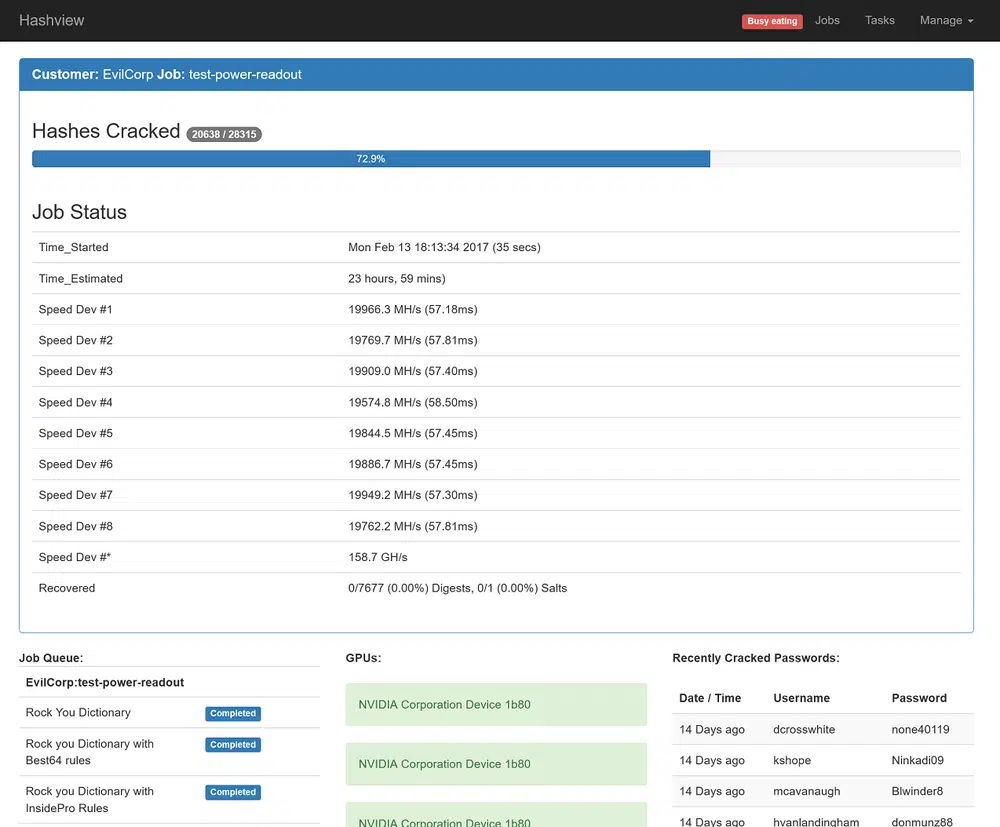 Hashview
Busy eating Jobs Tasks Manage
Customer: EvilCorp Job: test-power-readout
Hashes Cracked 20638 / 28315
72.9%
Job Status
Time_Started Mon Feb 13 18:13:34 2017 (35 secs)
Time_Estimated 23 hours, 59 mins)
Speed Dev #1 19966.3 MH/s (57.18ms)
Speed Dev #2 19769.7 MH/s (57.81ms)
Speed Dev #3 19909.0 MH/s (57.40ms)
Speed Dev #4 19574.8 MH/s (58.50ms)
Speed Dev #5 19844.5 MH/s (57.45ms)
Speed Dev #6 19886.7 MH/s (57.45ms)
Speed Dev #7 19949.2 MH/s (57.30ms)
Speed Dev #8 19762.2 MH/s (57.81ms)
Speed Dev #* 158.7 GH/s
Recovered 0/7677 (0.00%) Digests, 0/1 (0.00%) Salts
Job Queue:
EvilCorp:test-power-readout
Rock You Dictionary Completed
Rock you Dictionary with Completed
Best64 rules
Rock you Dictionary with Completed
InsidePro Rules
GPUs:
NVIDIA Corporation Device 1b80
NVIDIA Corporation Device 1b80
NVIDIA Corporation Device 1b80
Recently Cracked Passwords:
Date / Time Username Password
14 Days ago dcrosswhite none40119
14 Days ago kshope Ninkadi09
14 Days ago mcavanaugh Blwinder8
14 Days ago hvanlandingham donmunz88